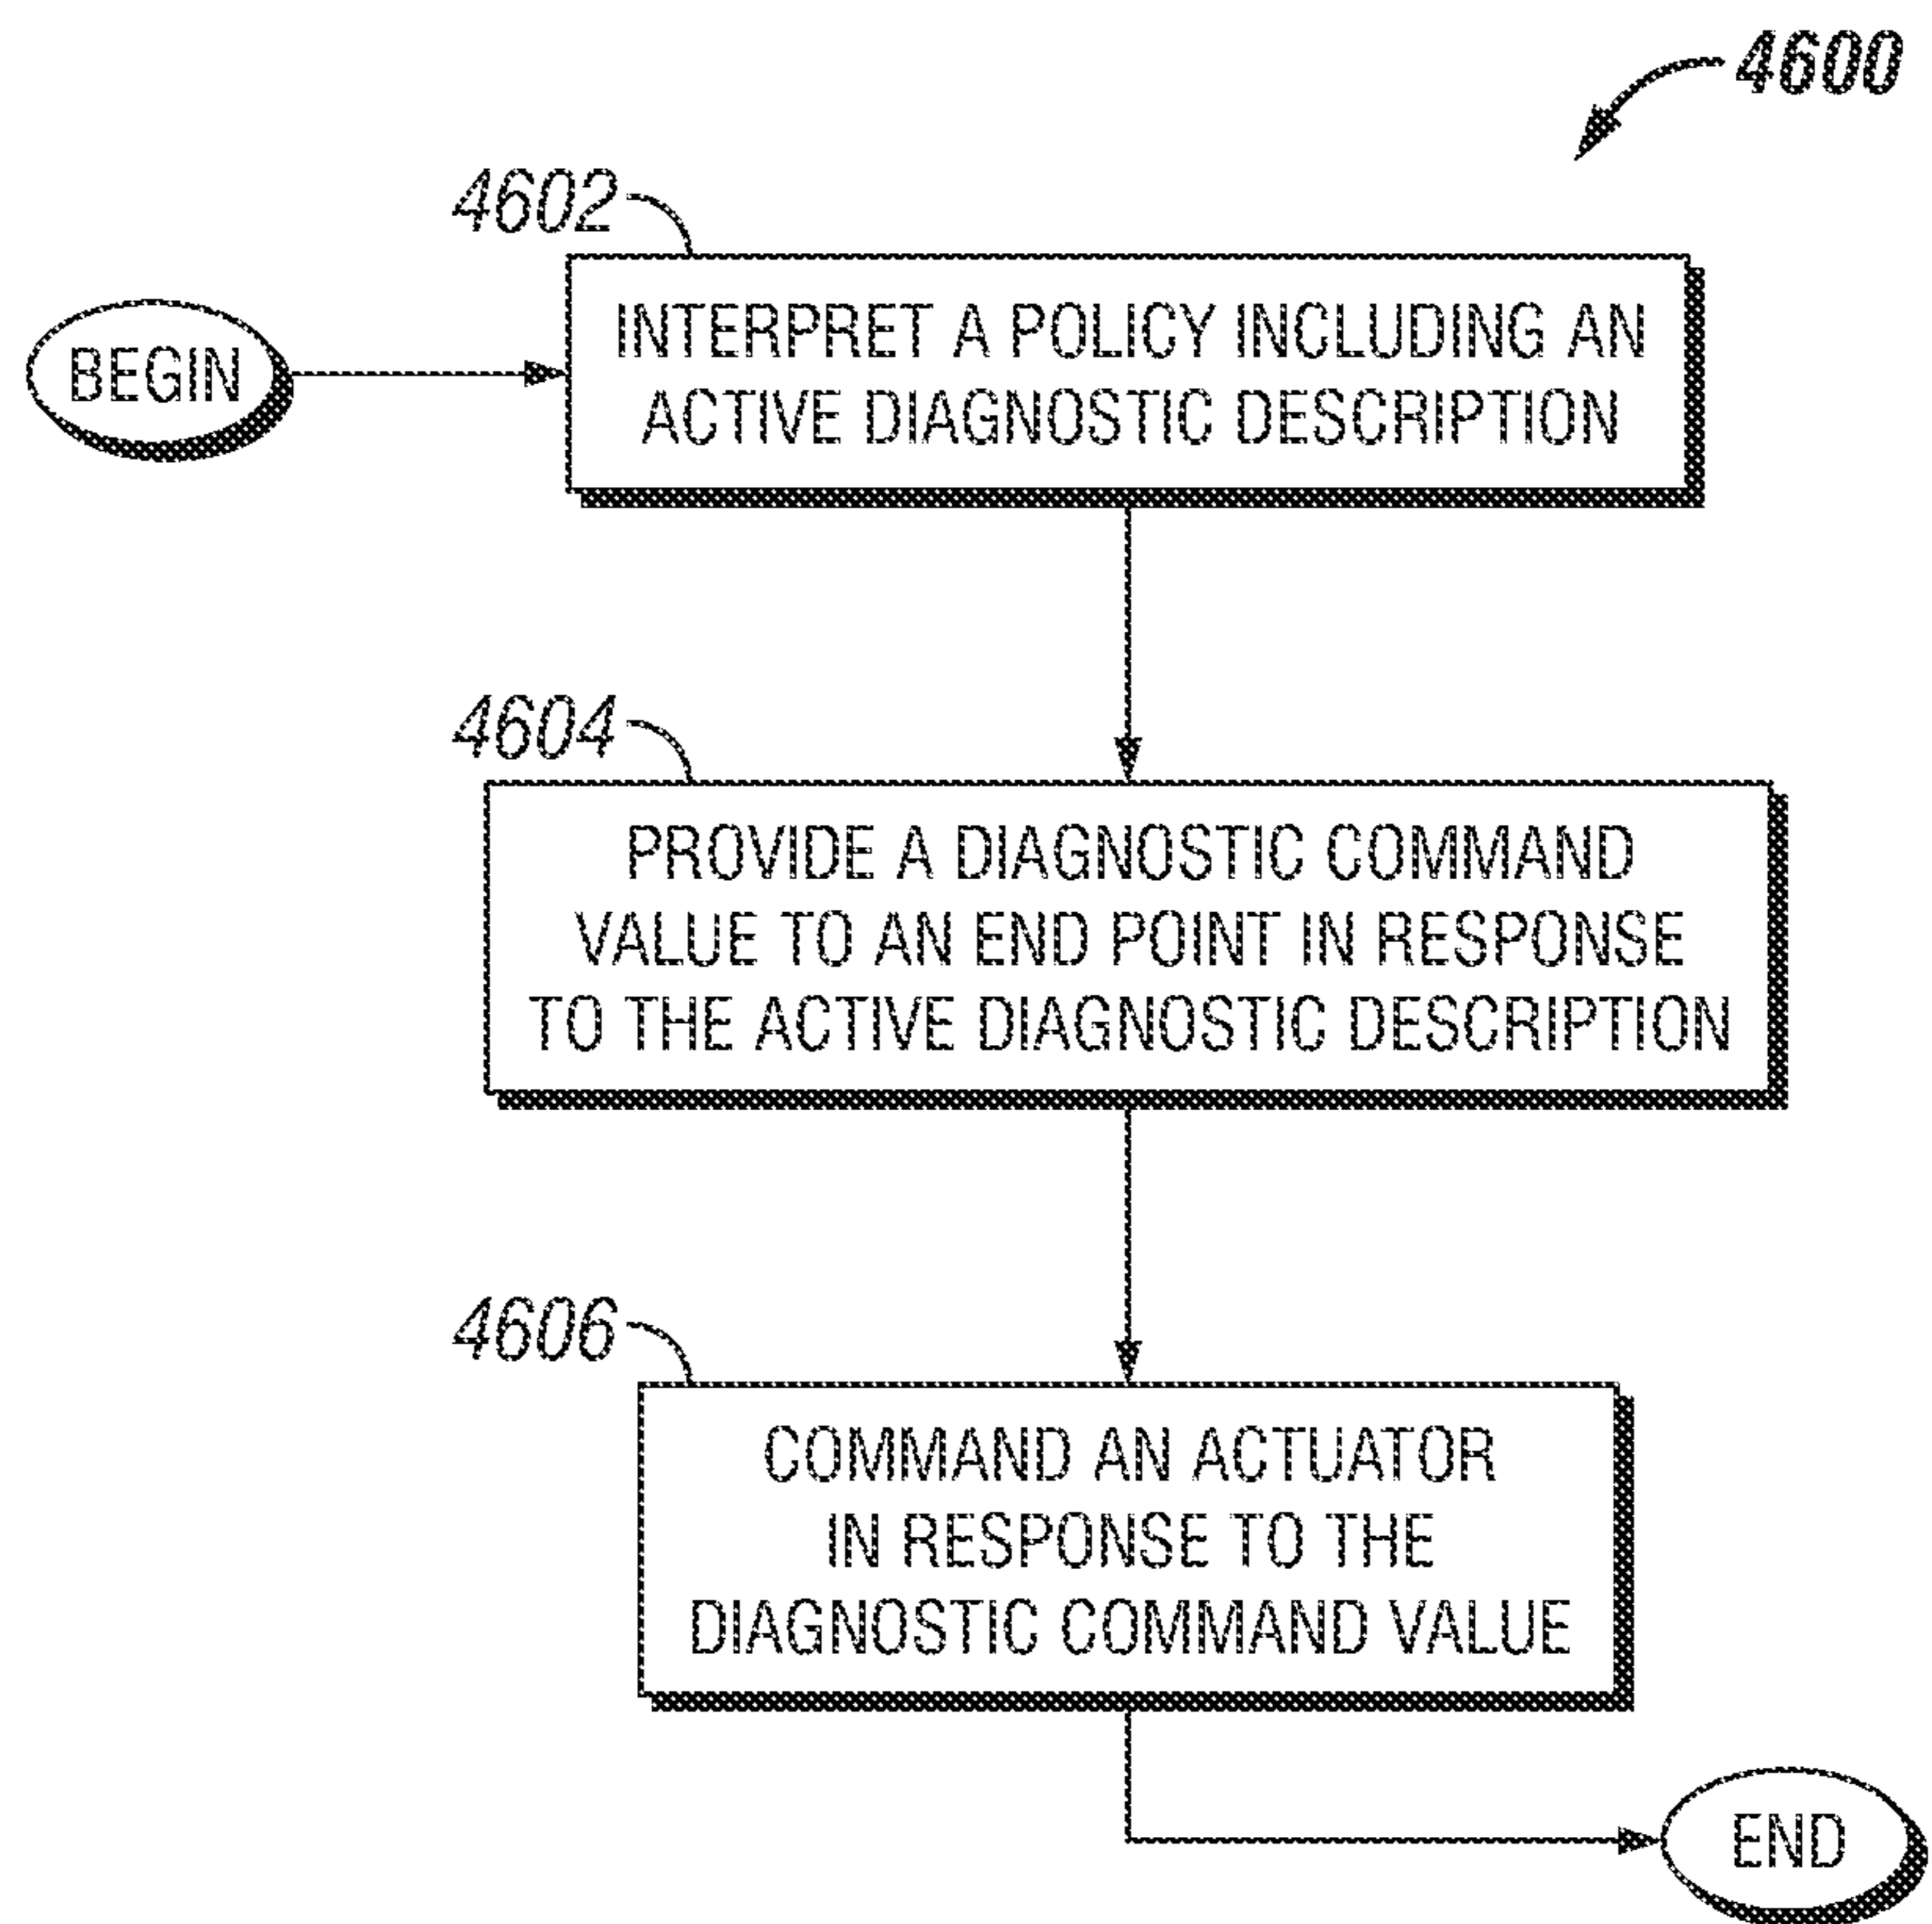 4600
4602
BEGIN
INTERPRET A POLICY INCLUDING AN
ACTIVE DIAGNOSTIC DESCRIPTION
4604
PROVIDE A DIAGNOSTIC COMMAND
VALUE TO AN END POINT IN RESPONSE
TO THE ACTIVE DIAGNOSTIC DESCRIPTION
4606
COMMAND AN ACTUATOR
IN RESPONSE TO THE
DIAGNOSTIC COMMAND VALUE
END